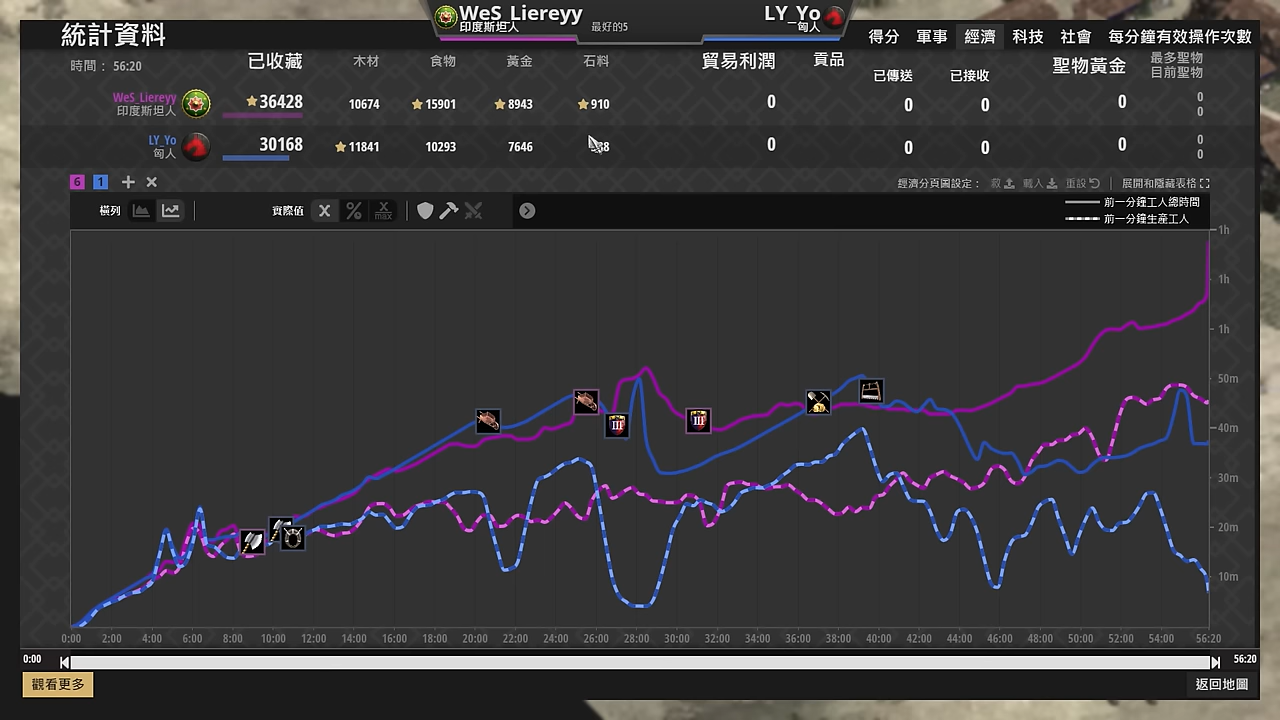 WeS_Liereyy
印度斯坦人
最好的5
LY_Yo
匈人
統計資料
得分 軍事 經濟 科技 社會 每分鐘有效操作次數
時間： 56:20
已收藏 木材 食物 黃金 石料 貿易利潤 貢品 已傳送 已接收 聖物黃金 最多聖物
目前聖物
WeS_Liereyy
印度斯坦人
36428 10674 15901 8943 910 0 0 0 0 0
0
LY_Yo
匈人
30168 11841 10293 7646 0 0 0 0 0
0
6 1
經濟分頁圖設定： 載入 重設 展開和隱藏表格
橫列 實際值 X % X max
前一分鐘工人總時間
前一分鐘生產工人
1h
1h
1h
50m
40m
30m
20m
10m
III III
0:00 2:00 4:00 6:00 8:00 10:00 12:00 14:00 16:00 18:00 20:00 22:00 24:00 26:00 28:00 30:00 32:00 34:00 36:00 38:00 40:00 42:00 44:00 46:00 48:00 50:00 52:00 54:00 56:20
0:00 56:20
觀看更多 返回地圖